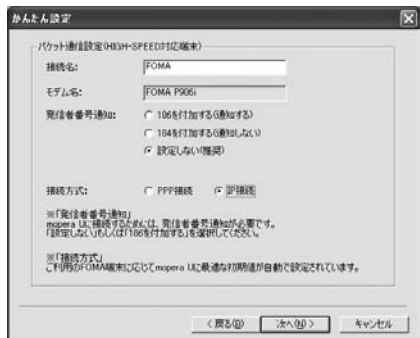 かんたん設定
パケット通信設定(HIGH-SPEED対応端末)
接続名: FOMA
モデム名: FOMA P906i
発信者番号通知: 186を付加する(通知する)
184を付加する(通知しない)
設定しない(推奨)
接続方式: PPP接続 IP接続
※「発信者番号通知」
mopera Uに接続するためには、発信者番号通知が必要です。
「設定しない」もしくは「186を付加する」を選択してください。
※「接続方式」
ご利用のFOMA端末に応じてmopera Uに最適な初期値が自動で設定されています。
< 戻る(B) 次へ(N) > キャンセル